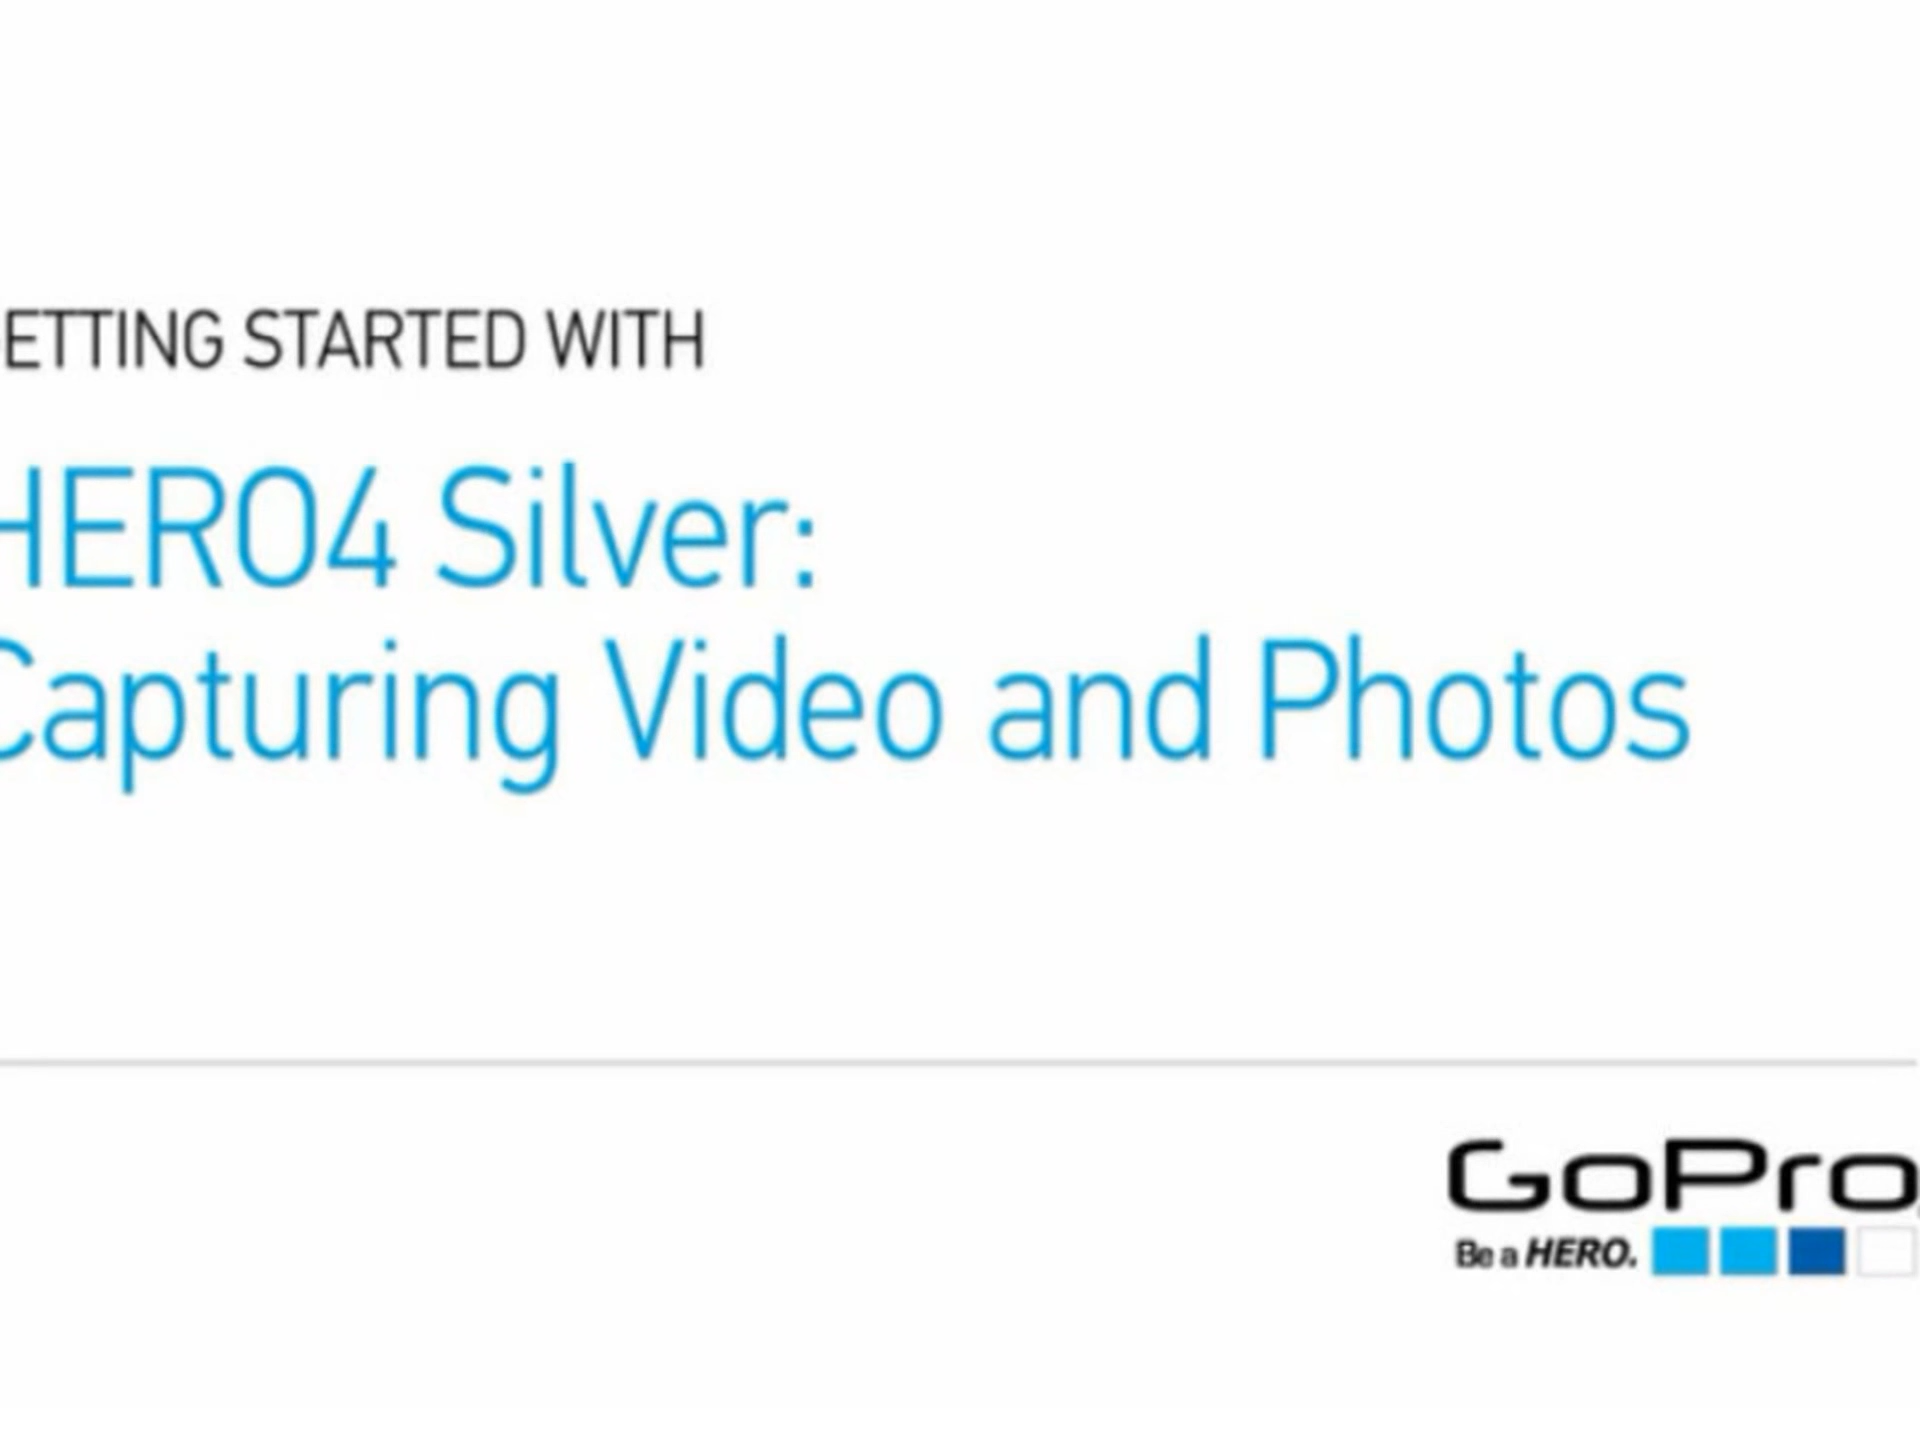 ETTING STARTED WITH
HERO4 Silver:
Capturing Video and Photos
GoPro
Be a HERO.